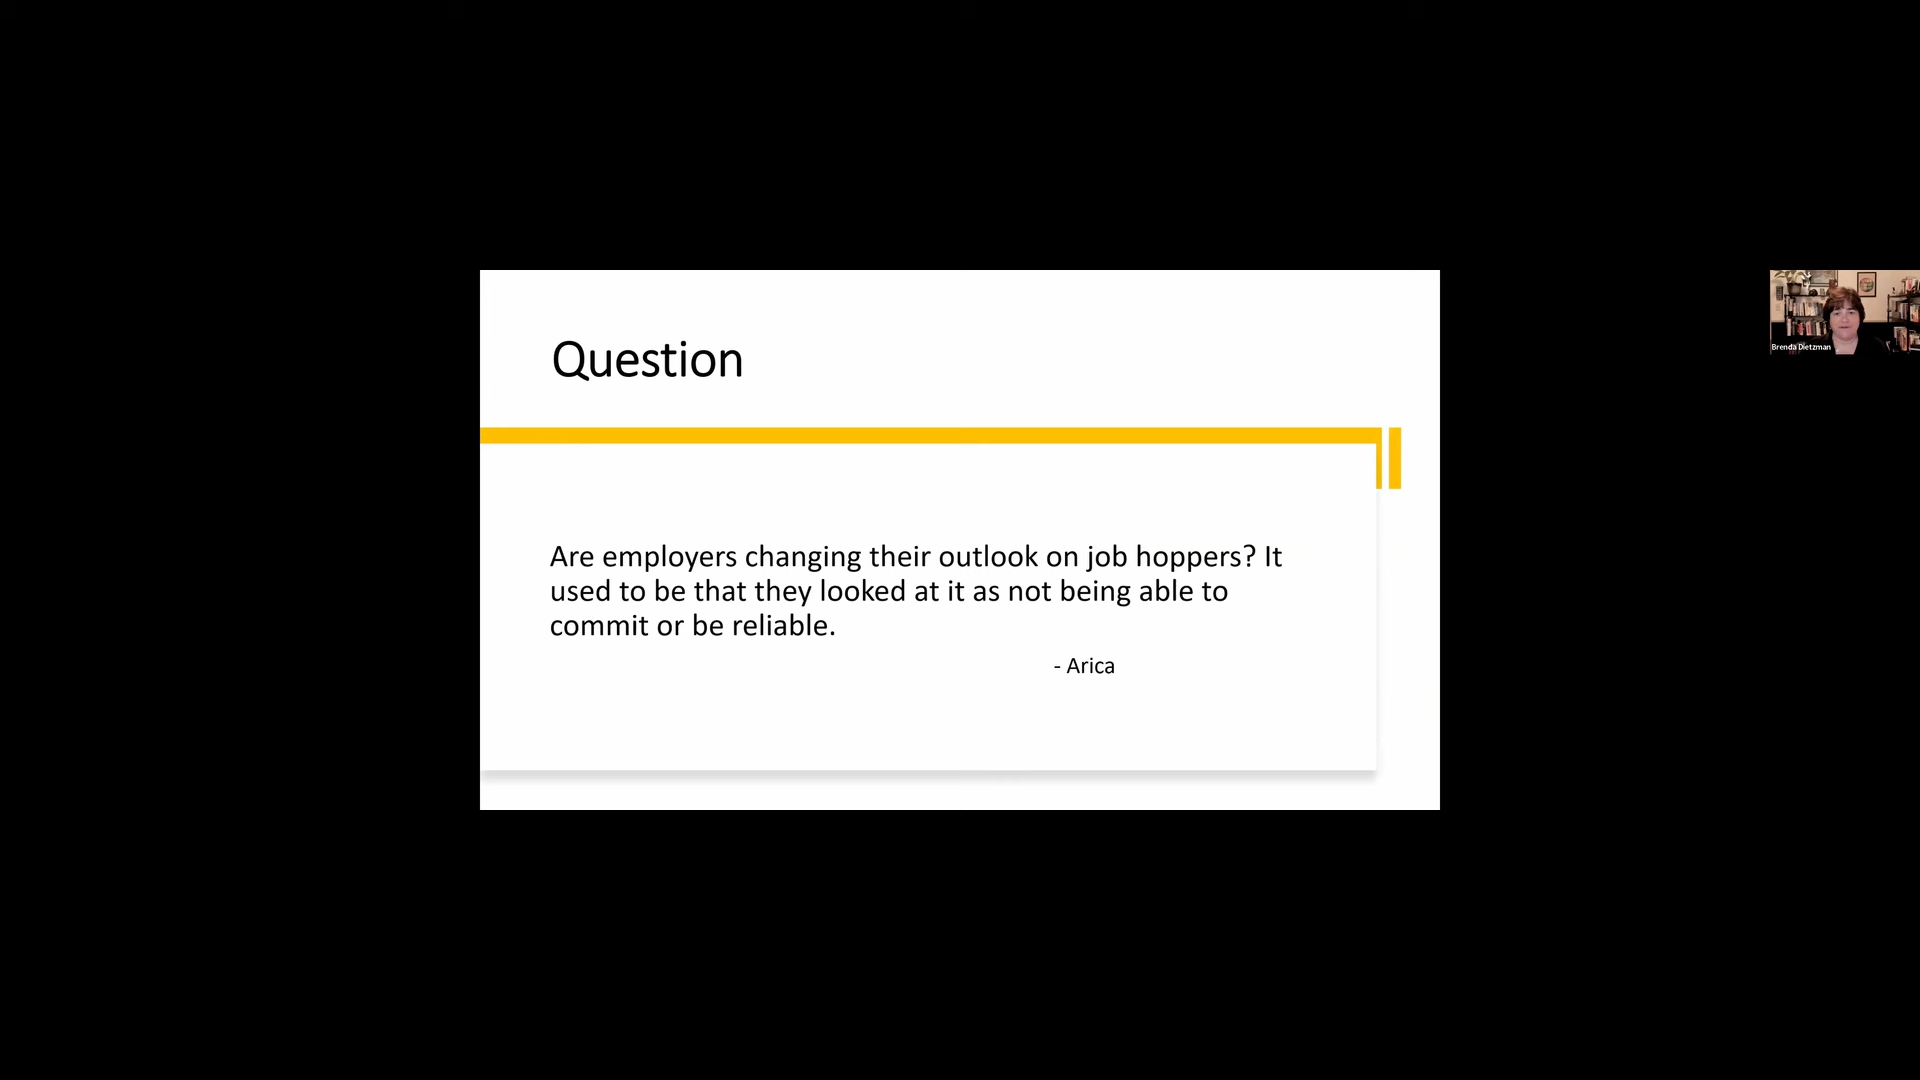 Question
Are employers changing their outlook on job hoppers? It
used to be that they looked at it as not being able to
commit or be reliable.
- Arica
Brenda Dietzman